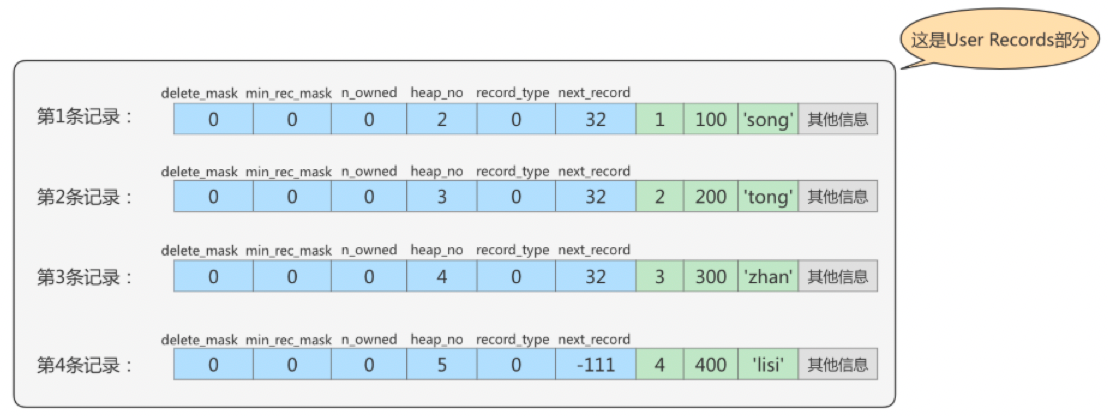 这是User Records部分
delete_mask min_rec_mask n_owned heap_no record_type next_record
第1条记录： 0 0 0 2 0 32 1 100 'song' 其他信息
delete_mask min_rec_mask n_owned heap_no record_type next_record
第2条记录： 0 0 0 3 0 32 2 200 'tong' 其他信息
delete_mask min_rec_mask n_owned heap_no record_type next_record
第3条记录： 0 0 0 4 0 32 3 300 'zhan' 其他信息
delete_mask min_rec_mask n_owned heap_no record_type next_record
第4条记录： 0 0 0 5 0 -111 4 400 'lisi' 其他信息